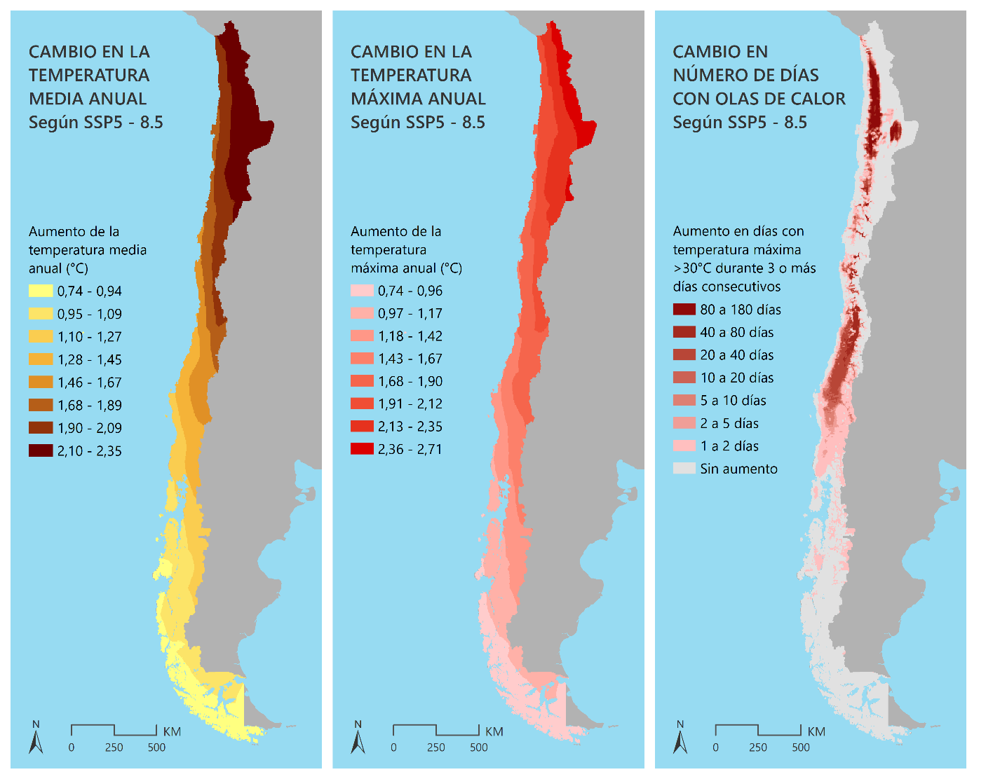 CAMBIO EN LA
TEMPERATURA
MEDIA ANUAL
Según SSP5 - 8.5
Aumento de la
temperatura media
anual (°C)
0,74 - 0,94
0,95 - 1,09
1,10 - 1,27
1,28 - 1,45
1,46 - 1,67
1,68 - 1,89
1,90 - 2,09
2,10 - 2,35
N
0 250 500 KM
CAMBIO EN LA
TEMPERATURA
MÁXIMA ANUAL
Según SSP5 - 8.5
Aumento de la
temperatura
máxima anual (°C)
0,74 - 0,96
0,97 - 1,17
1,18 - 1,42
1,43 - 1,67
1,68 - 1,90
1,91 - 2,12
2,13 - 2,35
2,36 - 2,71
N
0 250 500 KM
CAMBIO EN
NÚMERO DE DÍAS
CON OLAS DE CALOR
Según SSP5 - 8.5
Aumento en días con
temperatura máxima
>30°C durante 3 o más
días consecutivos
80 a 180 días
40 a 80 días
20 a 40 días
10 a 20 días
5 a 10 días
2 a 5 días
1 a 2 días
Sin aumento
N
0 250 500 KM